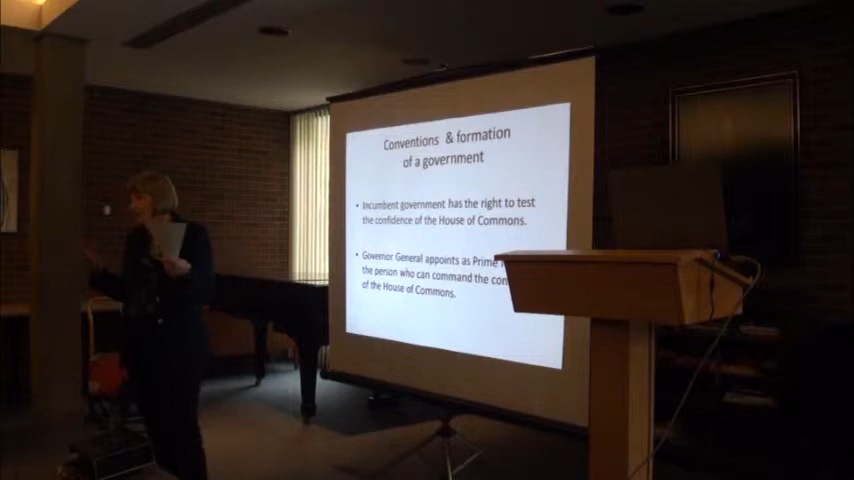 Conventions & formation
of a government
• Incumbent government has the right to test
the confidence of the House of Commons.
• Governor General appoints as Prime
the person who can command the
of the House of Commons.